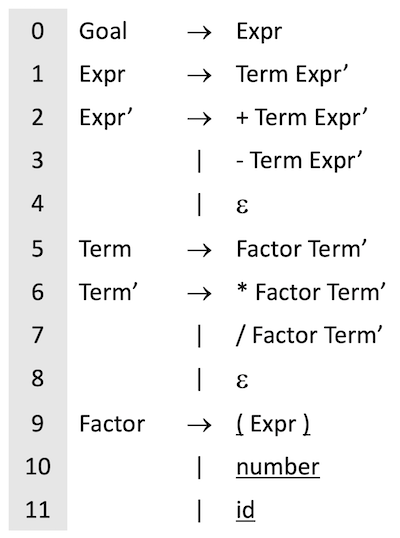 0 Goal → Expr
1 Expr → Term Expr’
2 Expr’ → + Term Expr’
3 | - Term Expr’
4 | ε
5 Term → Factor Term’
6 Term’ → * Factor Term’
7 | / Factor Term’
8 | ε
9 Factor → ( Expr )
10 | number
11 | id